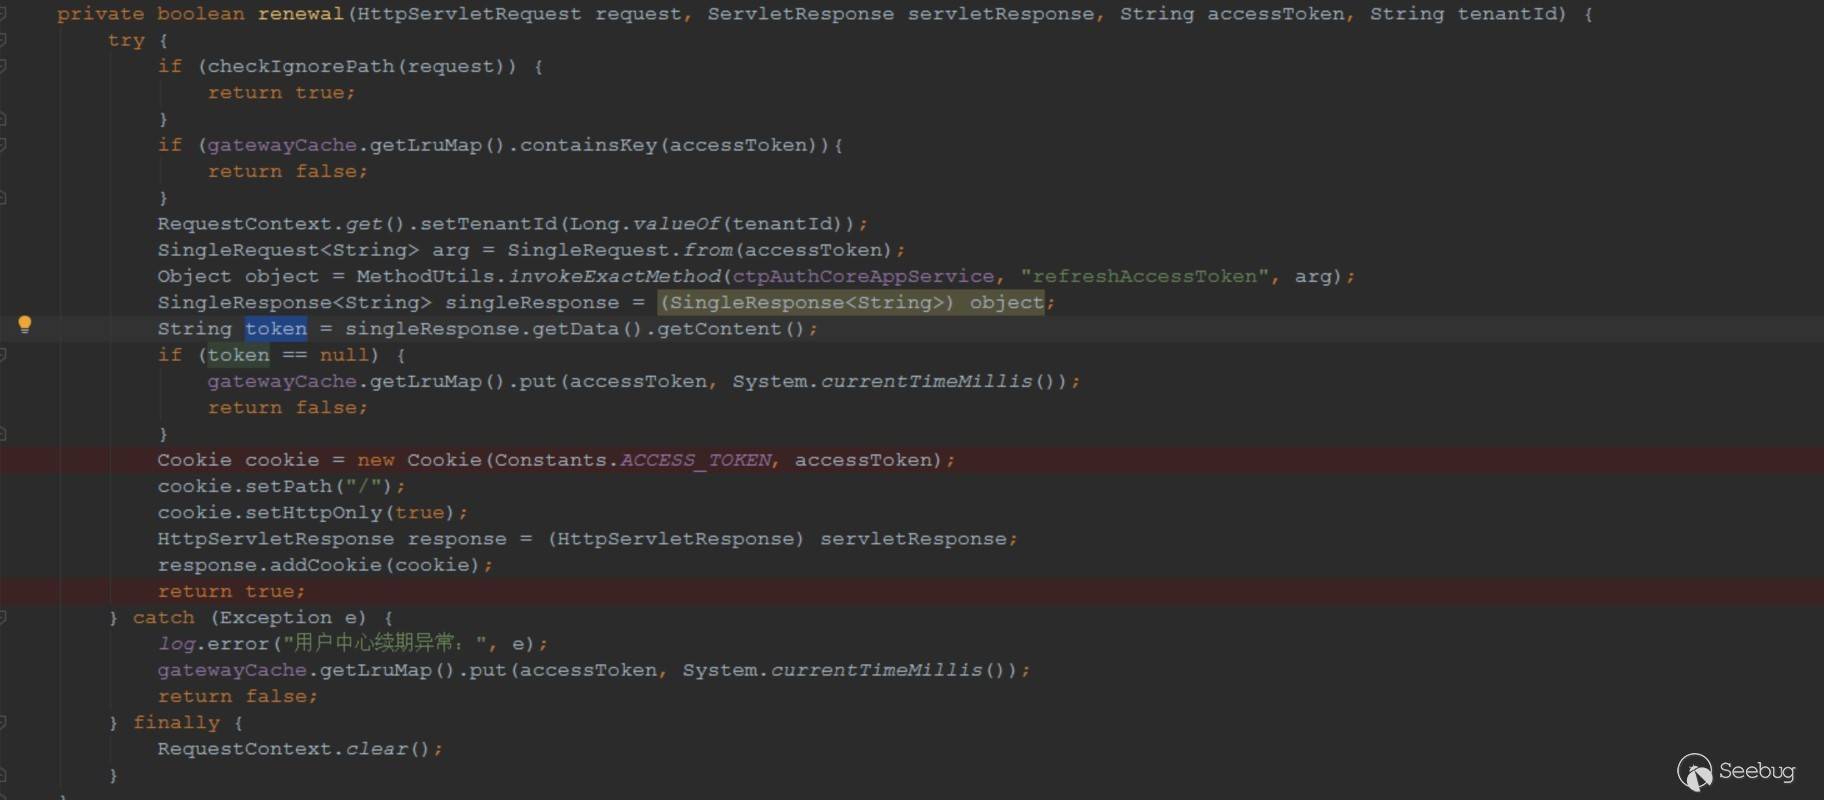 private boolean renewal(HttpServletRequest request, ServletResponse servletResponse, String accessToken, String tenantId) {
try {
if (checkIgnorePath(request)) {
return true;
}
if (gatewayCache.getLruMap().containsKey(accessToken)){
return false;
}
RequestContext.get().setTenantId(Long.valueOf(tenantId));
SingleRequest<String> arg = SingleRequest.from(accessToken);
Object object = MethodUtils.invokeExactMethod(ctpAuthCoreAppService, "refreshAccessToken", arg);
SingleResponse<String> singleResponse = (SingleResponse<String>) object;
String token = singleResponse.getData().getContent();
if (token == null) {
gatewayCache.getLruMap().put(accessToken, System.currentTimeMillis());
return false;
}
Cookie cookie = new Cookie(Constants.ACCESS_TOKEN, accessToken);
cookie.setPath("/");
cookie.setHttpOnly(true);
HttpServletResponse response = (HttpServletResponse) servletResponse;
response.addCookie(cookie);
return true;
} catch (Exception e) {
log.error("用户中心续期异常：", e);
gatewayCache.getLruMap().put(accessToken, System.currentTimeMillis());
return false;
} finally {
RequestContext.clear();
}
Seebug